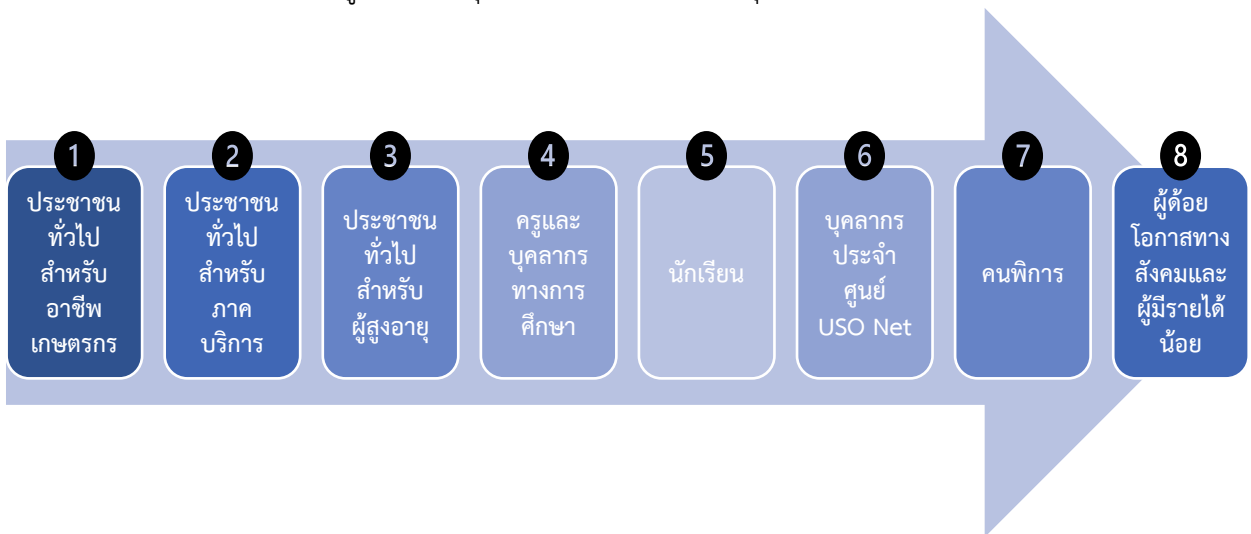 1
ประชาชน
ทั่วไป
สำหรับ
อาชีพ
เกษตรกร
2
ประชาชน
ทั่วไป
สำหรับ
ภาค
บริการ
3
ประชาชน
ทั่วไป
สำหรับ
ผู้สูงอายุ
4
ครูและ
บุคลากร
ทางการ
ศึกษา
5
นักเรียน
6
บุคลากร
ประจำ
ศูนย์
USO Net
7
คนพิการ
8
ผู้ด้อย
โอกาสทาง
สังคมและ
ผู้มีรายได้
น้อย